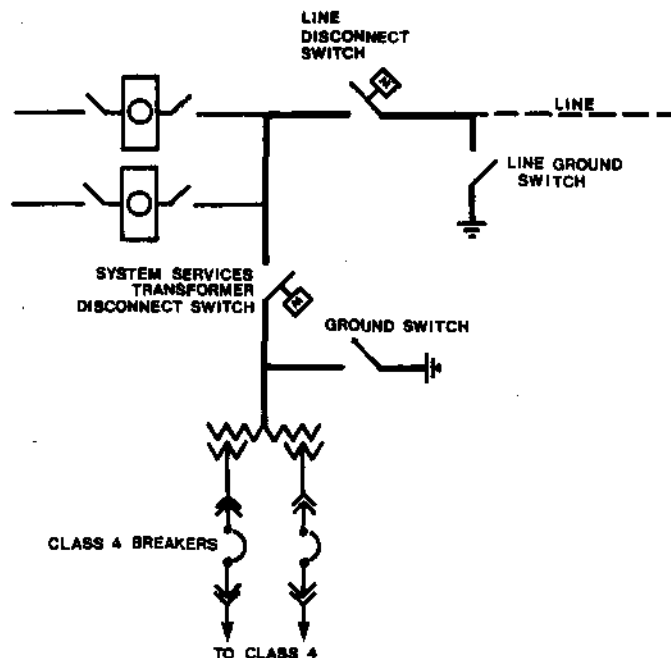 LINE
DISCONNECT
SWITCH
LINE
LINE GROUND
SWITCH
SYSTEM SERVICES
TRANSFORMER
DISCONNECT SWITCH
GROUND SWITCH
CLASS 4 BREAKERS
TO CLASS 4